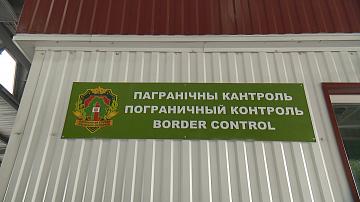 ПАГРАНІЧНЫ КАНТРОЛЬ
ПОГРАНИЧНЫЙ КОНТРОЛЬ
BORDER CONTROL